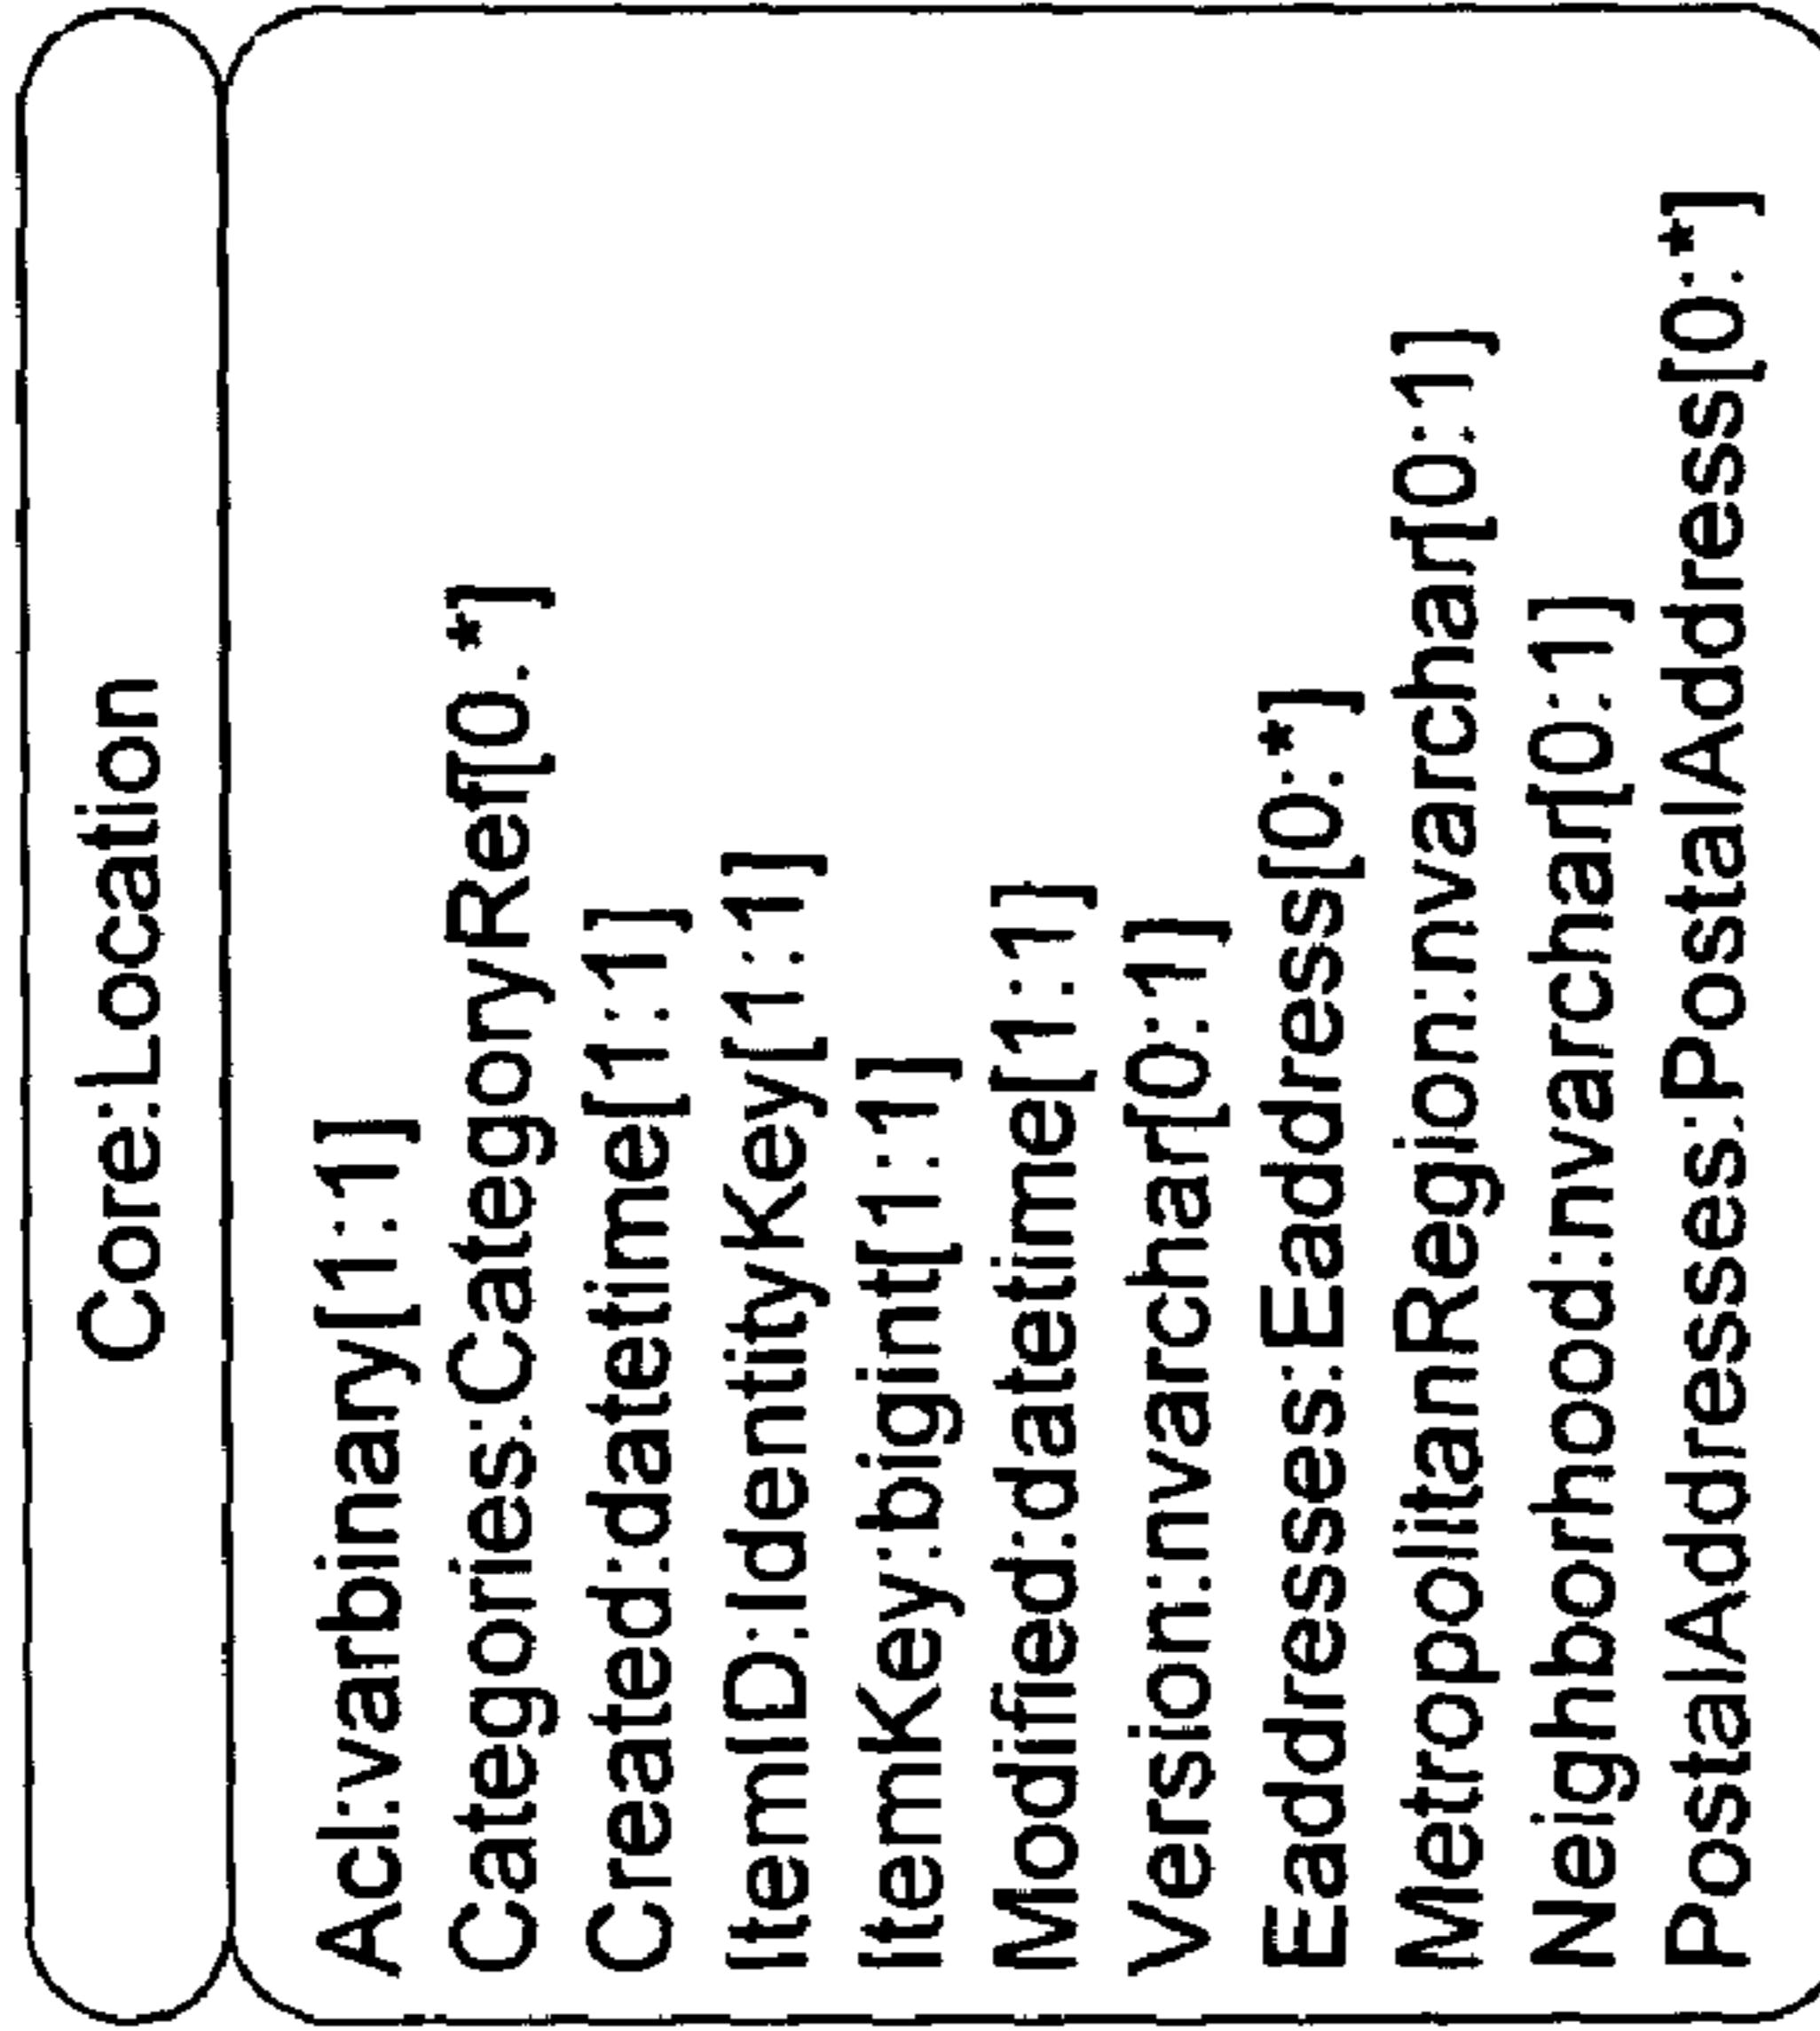 Core:Location
Acl:varbinary[1:1]
Categories:CategoryRef[0.*]
Created:datetime[1:1]
ItemID:IdentityKey[1:1]
ItemKey:bigint[1:1]
Modified:datetime[1:1]
Version:nvarchar[0:1]
Eaddresses:Eaddress[0:*]
MetropolitanRegion:nvarchar[0:1]
Neighborhood:nvarchar[0:1]
PostalAddresses:PostalAddress[0:*]